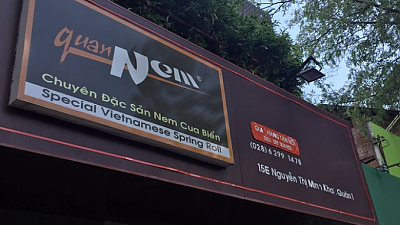 quán
Nem®
Chuyên Đặc Sản Nem Cua Biển
Special Vietnamese Spring Roll
(028) 6 299 1478
15E Nguyễn Thị Minh Khai, Quận 1